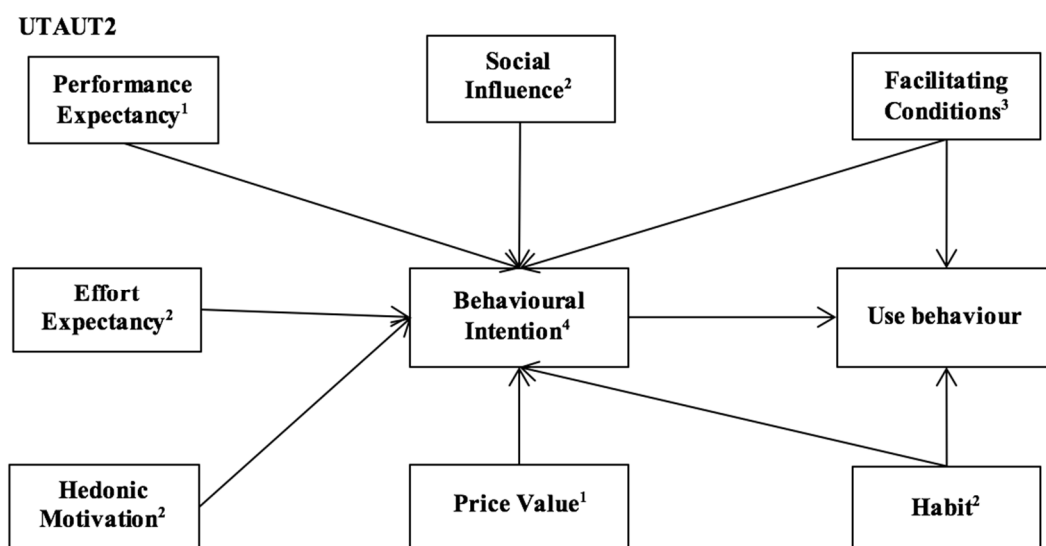 UTAUT2
Performance
Expectancy¹
Social
Influence²
Facilitating
Conditions³
Effort
Expectancy²
Behavioural
Intention⁴
Use behaviour
Hedonic
Motivation²
Price Value¹
Habit²